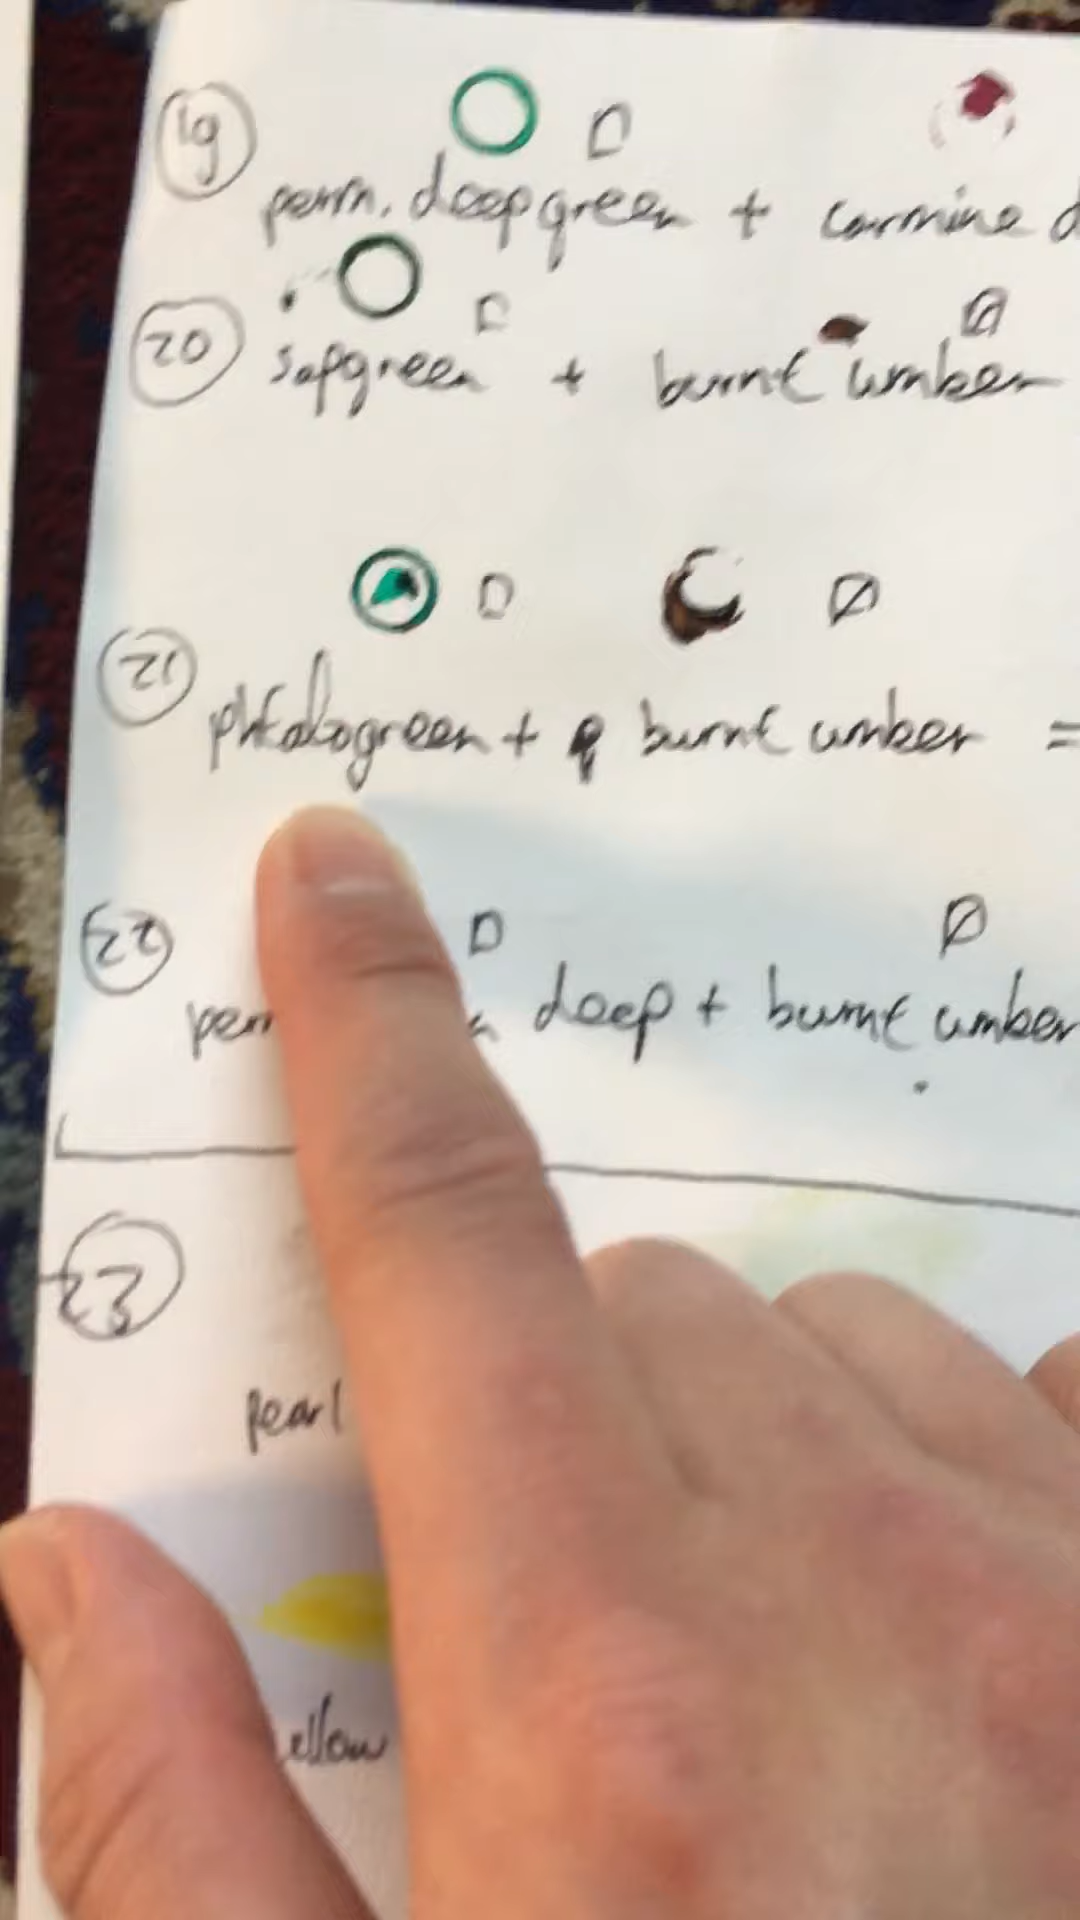 19
perm. deep green + carmine d
20 sapgreen + burnt umber
21
phtalogreen + burnt umber =
22
deep + burnt umber
23
pearl
ellow